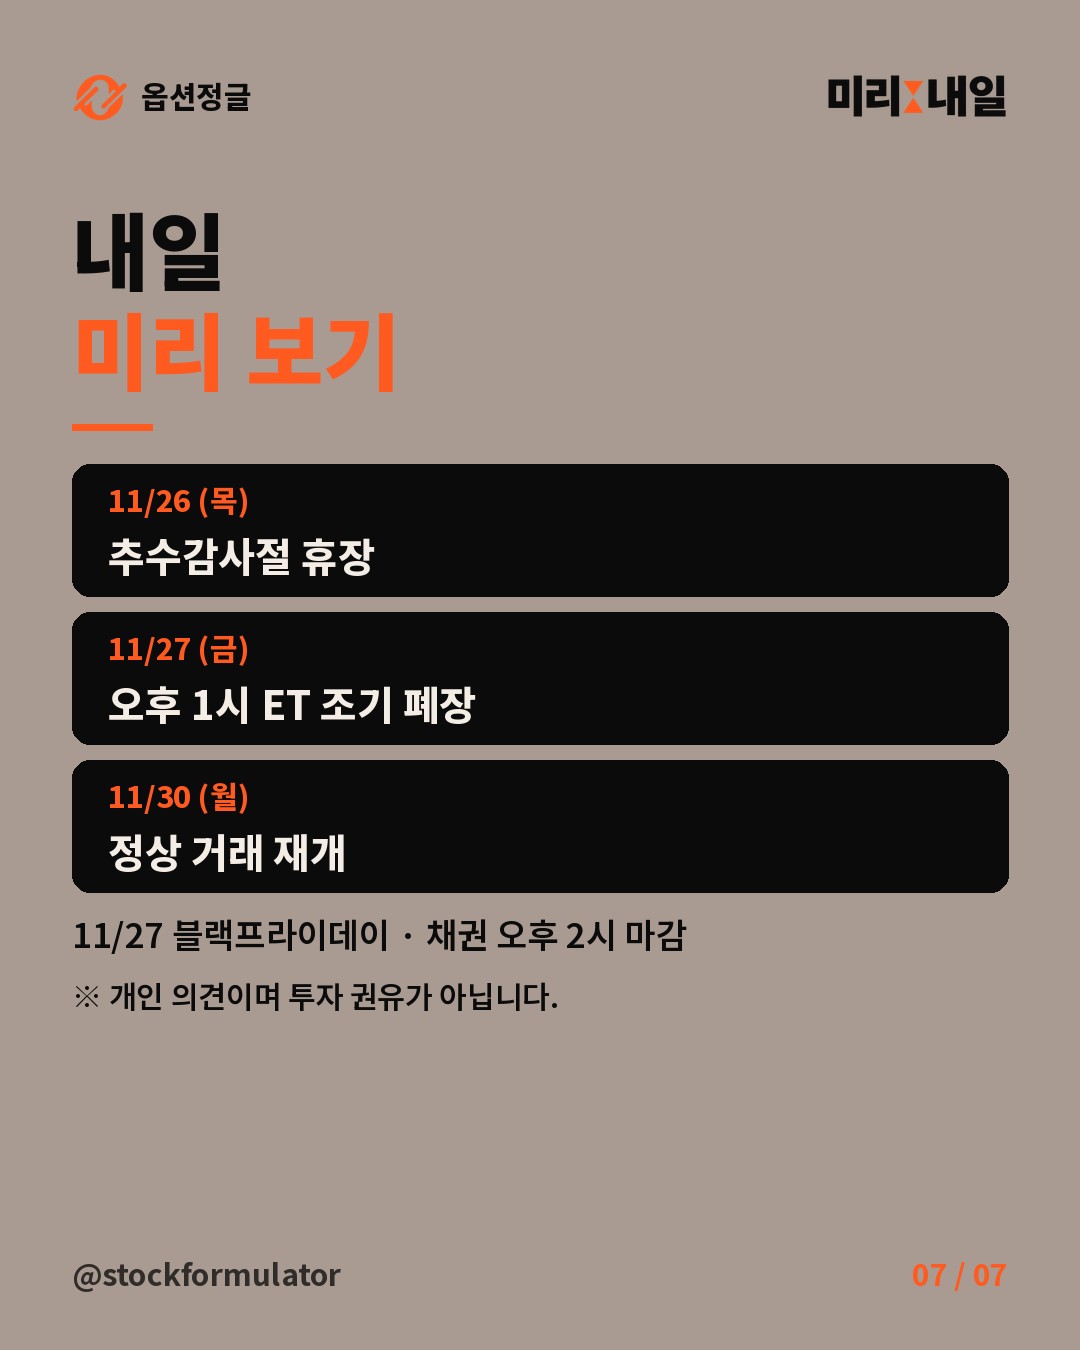 옵션정글
미리 내일
내일
미리 보기
11/26 (목)
추수감사절 휴장
11/27 (금)
오후 1시 ET 조기 폐장
11/30 (월)
정상 거래 재개
11/27 블랙프라이데이 · 채권 오후 2시 마감
※ 개인 의견이며 투자 권유가 아닙니다.
@stockformulator
07 / 07